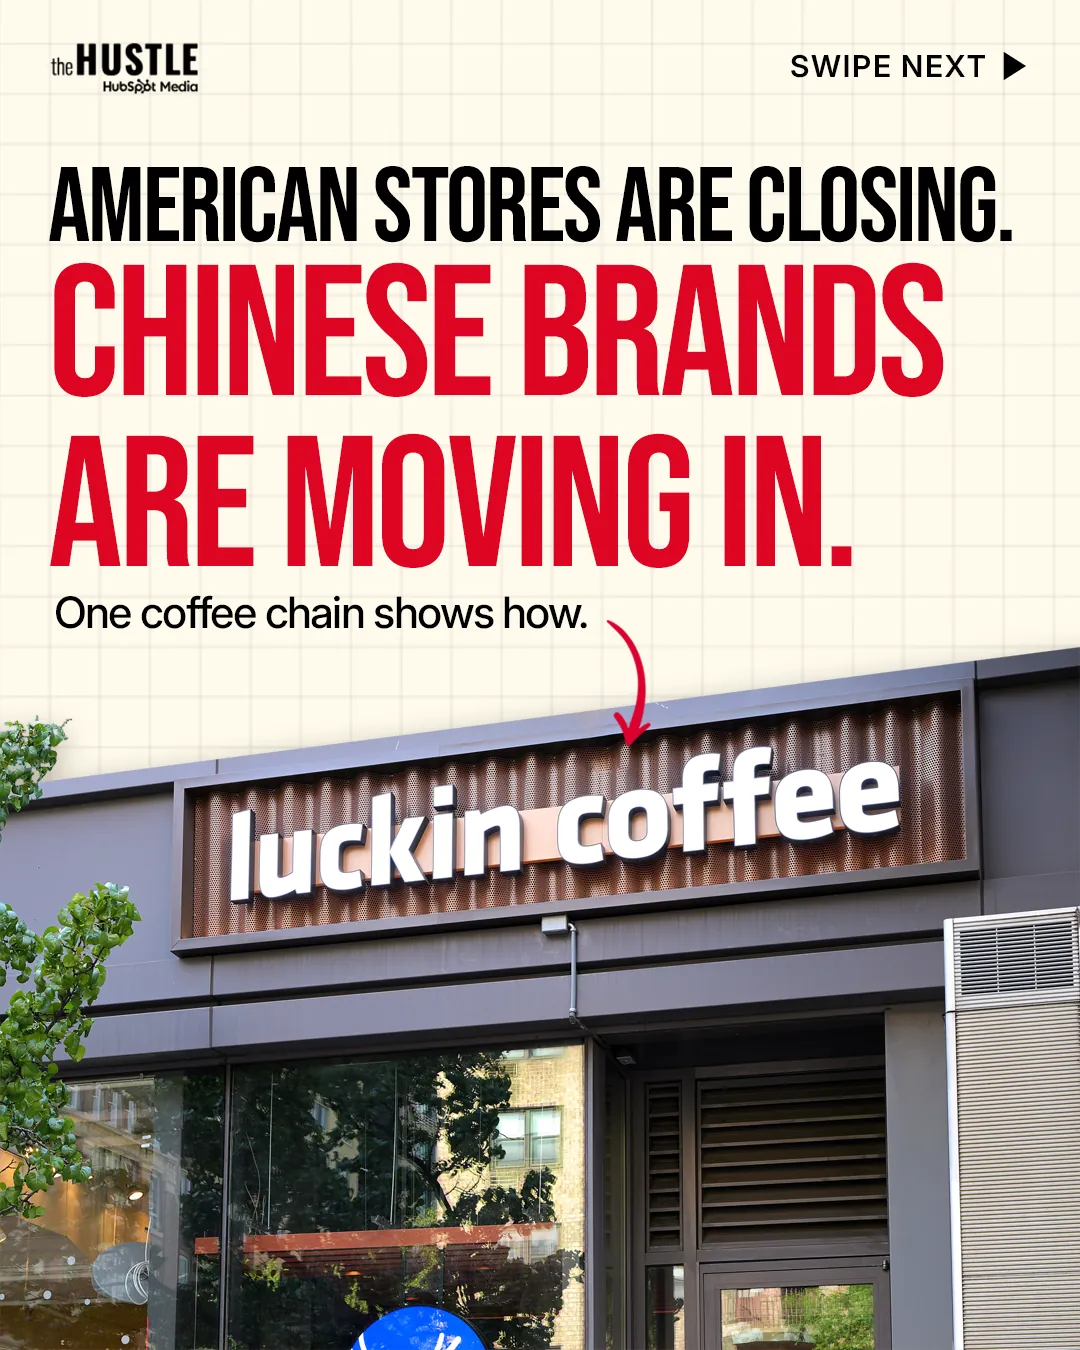 the HUSTLE
HubSpot Media
SWIPE NEXT
AMERICAN STORES ARE CLOSING.
CHINESE BRANDS
ARE MOVING IN.
One coffee chain shows how.
luckin coffee